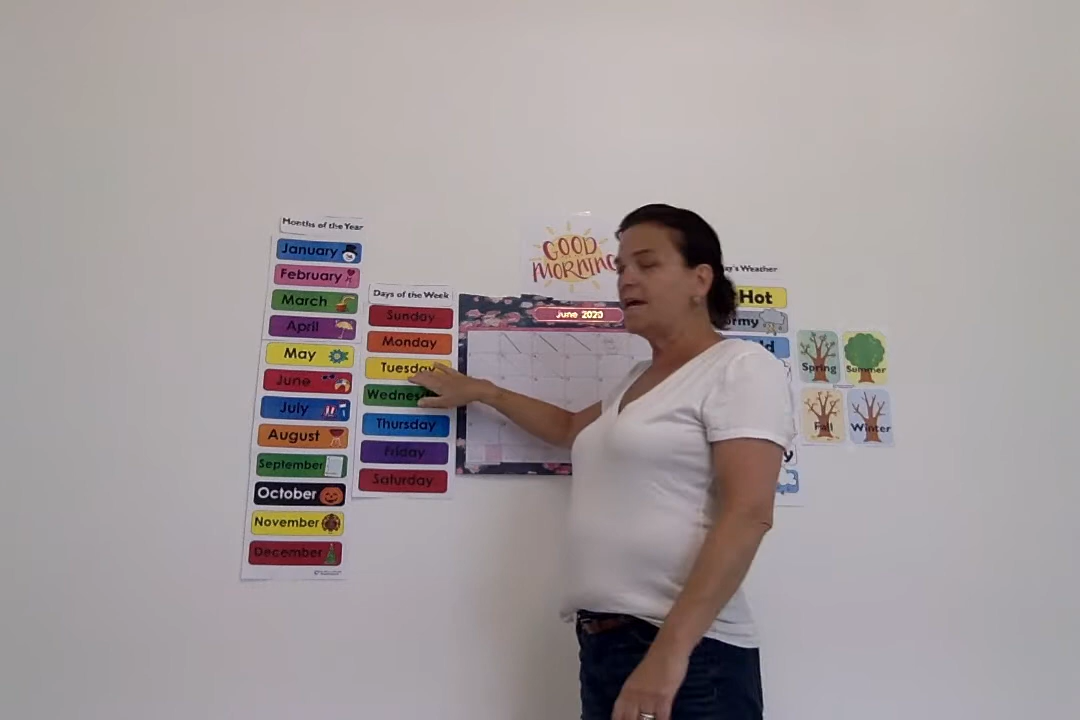 Months of the Year
January
February
March
April
May
June
July
August
September
October
November
December
Days of the Week
Sunday
Monday
Tuesday
Thursday
Friday
Saturday
GOOD
MORNING
June 2020
Weather
Hot
Spring
Summer
Fall
Winter